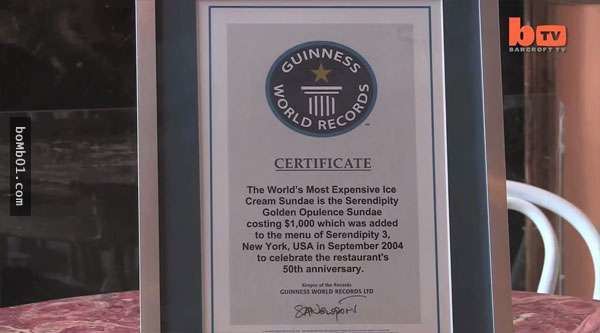 bo TV
BARCROFT TV
boMb01.com
GUINNESS
WORLD RECORDS
CERTIFICATE
The World's Most Expensive Ice
Cream Sundae is the Serendipity
Golden Opulence Sundae
costing $1,000 which was added
to the menu of Serendipity 3,
New York, USA in September 2004
to celebrate the restaurant's
50th anniversary.
Keeper of the Records
GUINNESS WORLD RECORDS LTD